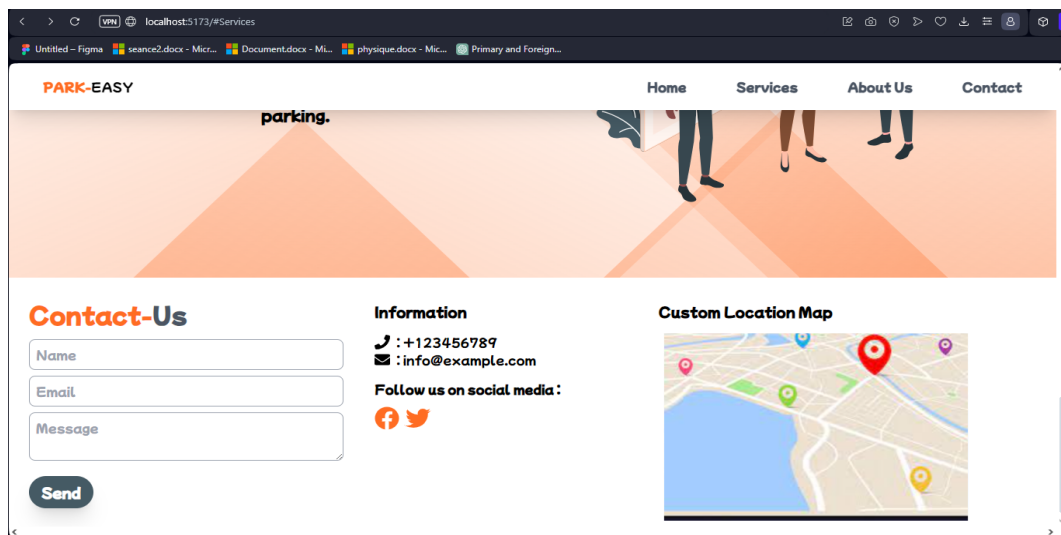 VPN localhost:5173/#Services
Untitled – Figma seance2.docx - Micr... Document.docx - Mi... physique.docx - Mic... Primary and Foreign...
PARK-EASY Home Services About Us Contact
parking.
Contact-Us
Name
Email
Message
Send
Information
:+123456789
:info@example.com
Follow us on social media:
Custom Location Map